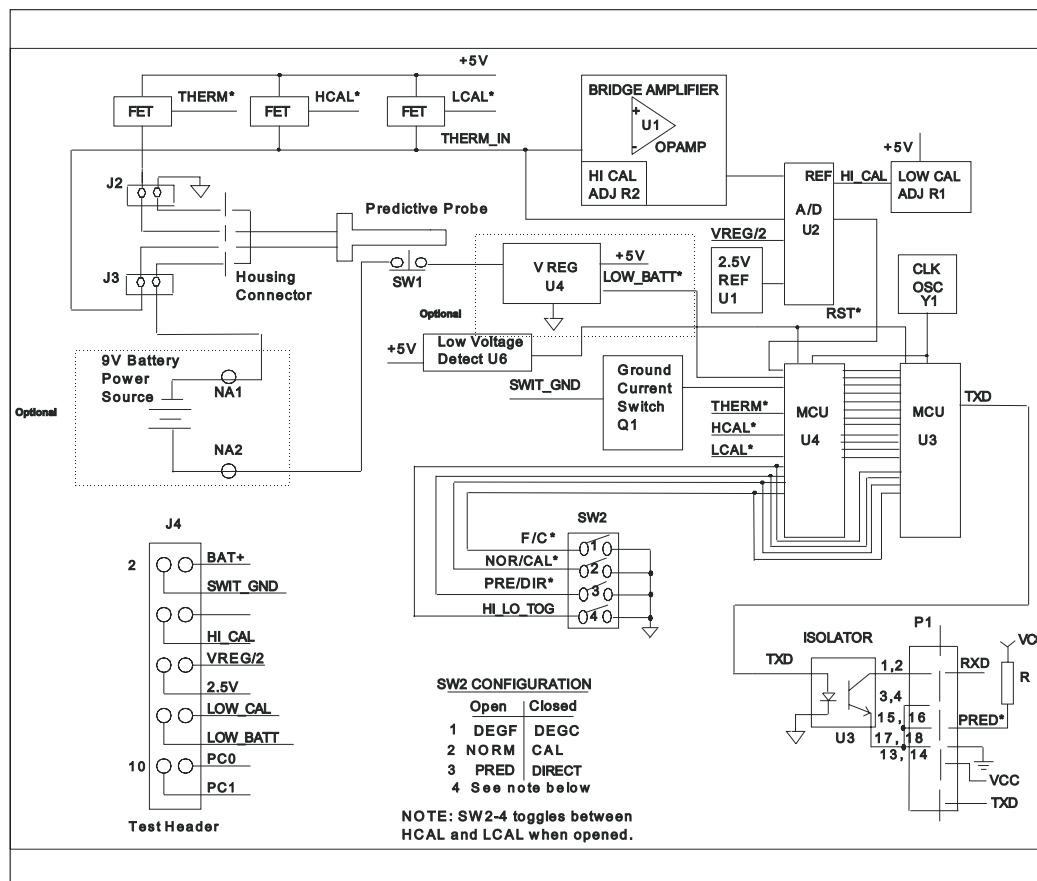 +5V
FET
THERM*
FET
HCAL*
FET
LCAL*
THERM_IN
BRIDGE AMPLIFIER
+
U1
-
OPAMP
HI CAL
ADJ R2
+5V
REF
HI_CAL
LOW CAL
ADJ R1
A/D
U2
VREG/2
2.5V
REF
U1
CLK
OSC
Y1
RST*
J2
J3
Housing
Connector
Predictive Probe
SW1
V REG
U4
+5V
LOW_BATT*
Optional
+5V
Low Voltage
Detect U6
SWIT_GND
Ground
Current
Switch
Q1
THERM*
HCAL*
LCAL*
MCU
U4
MCU
U3
TXD
9V Battery
Power
Source
NA1
NA2
Optional
J4
2
BAT+
SWIT_GND
HI_CAL
VREG/2
2.5V
LOW_CAL
LOW_BATT
10
PC0
PC1
Test Header
SW2
F/C*
1
NOR/CAL*
2
PRE/DIR*
3
HI_LO_TOG
4
SW2 CONFIGURATION
Open Closed
1 DEGF DEGC
2 NORM CAL
3 PRED DIRECT
4 See note below
NOTE: SW2-4 toggles between
HCAL and LCAL when opened.
ISOLATOR
TXD
U3
P1
1,2
3,4
15, 16
17, 18
13, 14
RXD
VC
R
PRED*
VCC
TXD